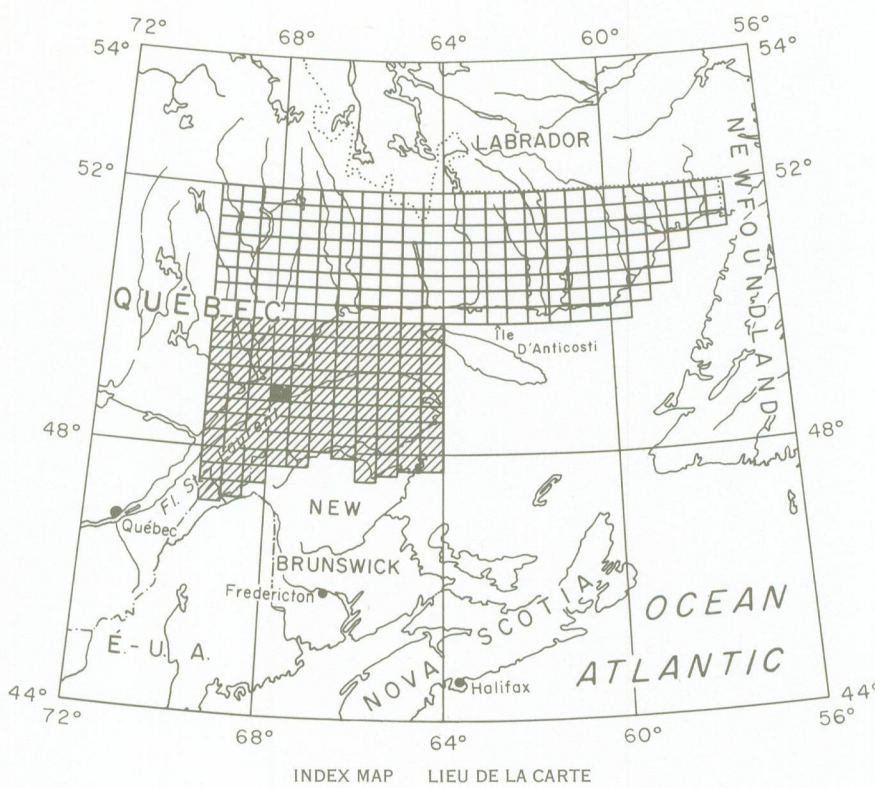 72° 68° 64° 60° 56°
54° 54°
LABRADOR
52° 52°
NEWFOUNDLAND
QUÉBEC
Île
D'Anticosti
48° 48°
Fl. St. Laurent
Québec
NEW
BRUNSWICK
Fredericton
É.-U. A.
NOVA SCOTIA
Halifax
OCEAN
ATLANTIC
44° 44°
72° 68° 64° 60° 56°
INDEX MAP LIEU DE LA CARTE